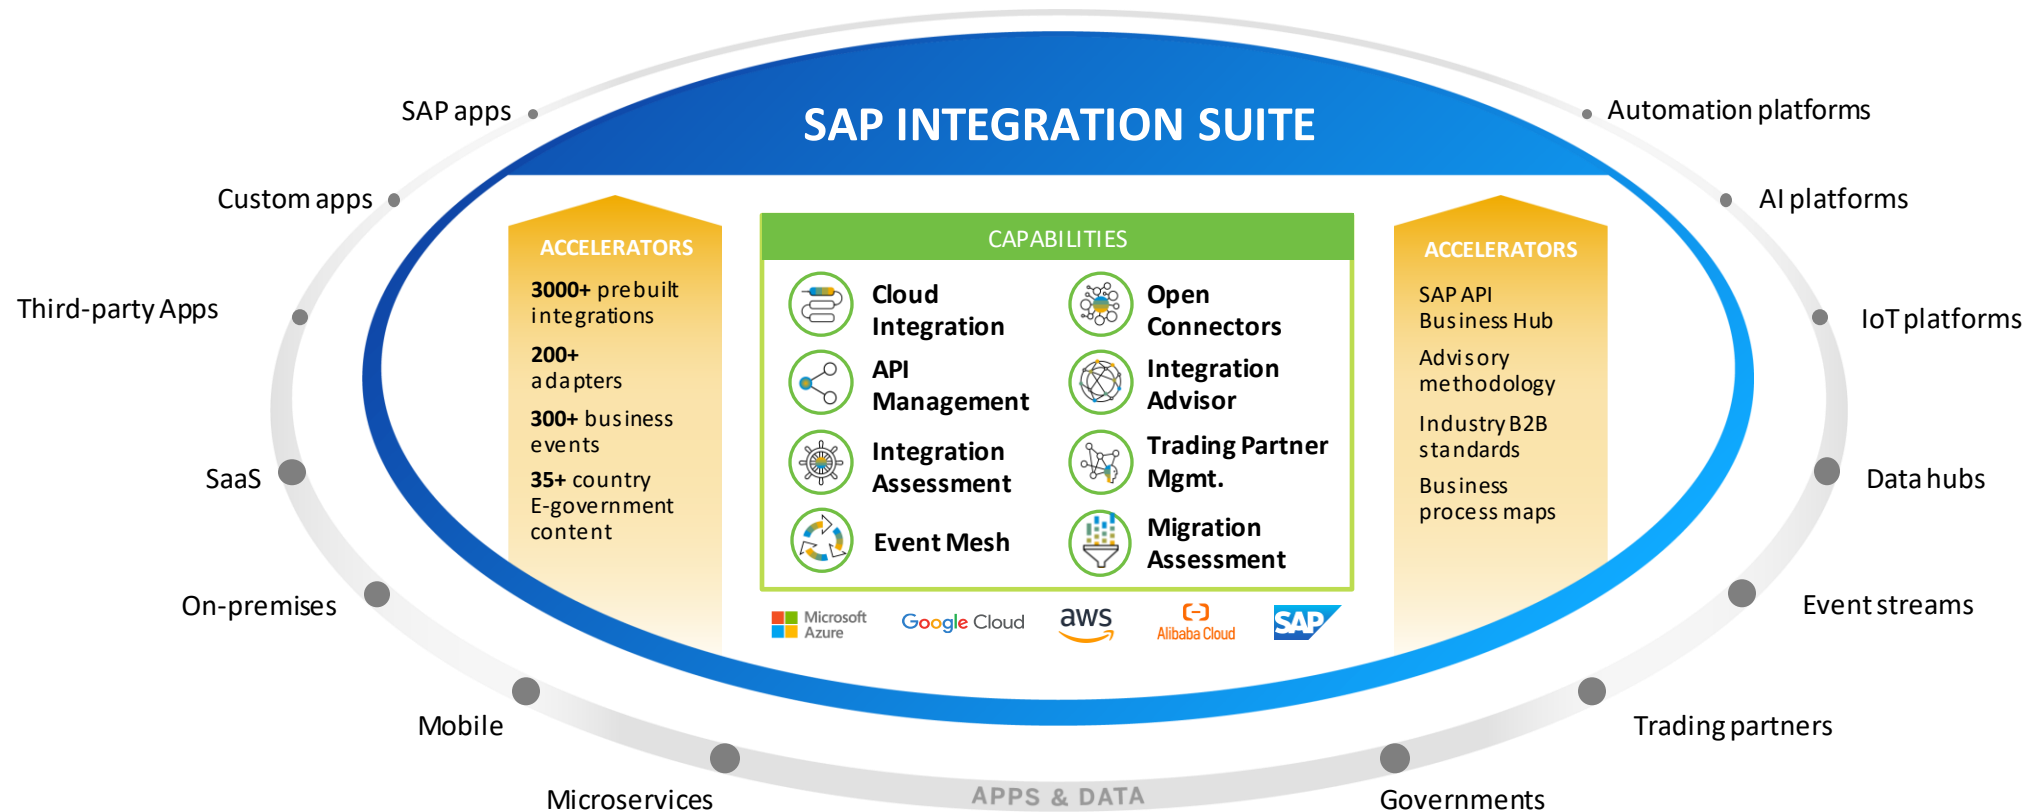 SAP INTEGRATION SUITE
SAP apps
Custom apps
Third-party Apps
SaaS
On-premises
Mobile
Microservices
ACCELERATORS
3000+ prebuilt
integrations
200+
adapters
300+ business
events
35+ country
E-government
content
CAPABILITIES
Cloud
Integration
API
Management
Integration
Assessment
Event Mesh
Open
Connectors
Integration
Advisor
Trading Partner
Mgmt.
Migration
Assessment
Microsoft
Azure
Google Cloud
aws
Alibaba Cloud
SAP
ACCELERATORS
SAP API
Business Hub
Advisory
methodology
Industry B2B
standards
Business
process maps
Automation platforms
AI platforms
IoT platforms
Data hubs
Event streams
Trading partners
Governments
APPS & DATA